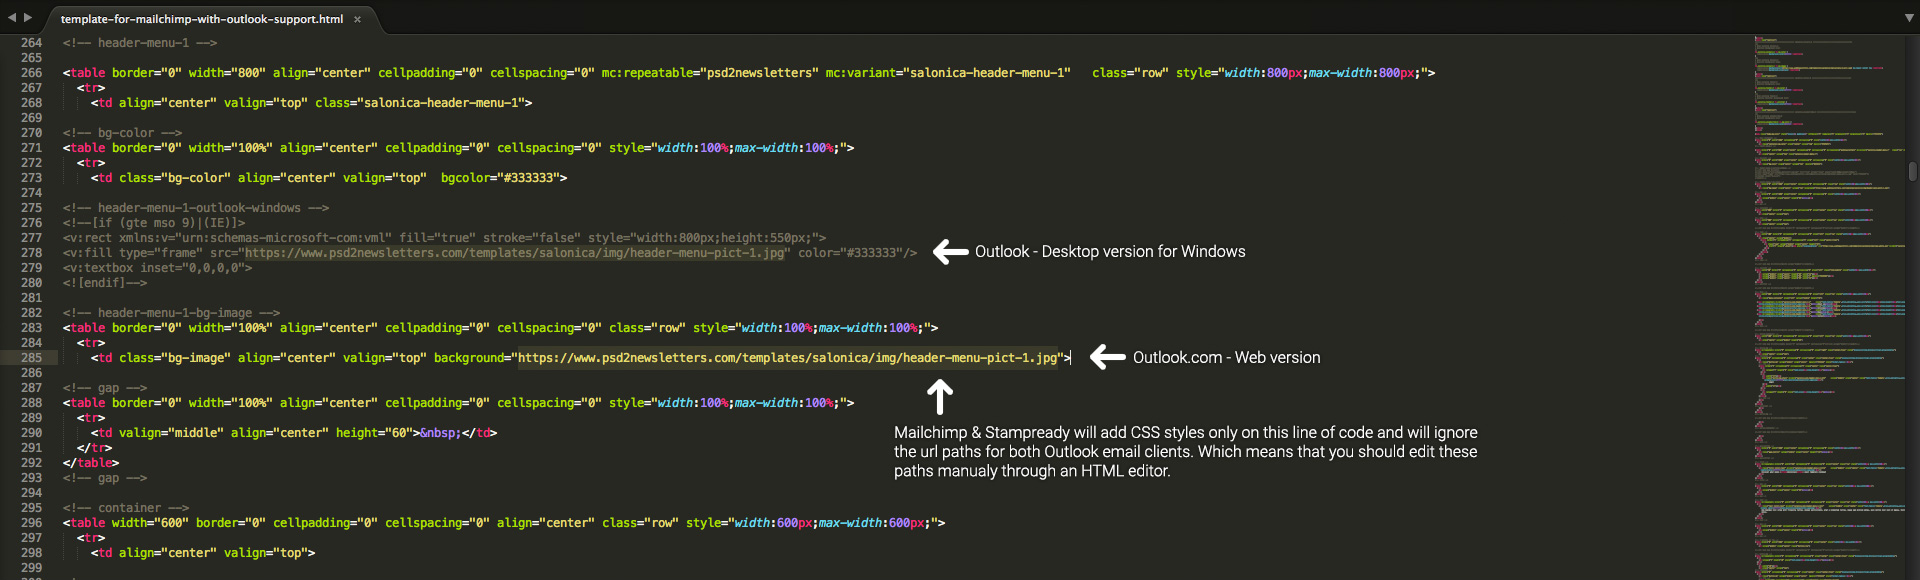 template-for-mailchimp-with-outlook-support.html ×
264 <!-- header-menu-1 -->
265
266 <table border="0" width="800" align="center" cellpadding="0" cellspacing="0" mc:repeatable="psd2newsletters" mc:variant="salonica-header-menu-1" class="row" style="width:800px;max-width:800px;">
267 <tr>
268 <td align="center" valign="top" class="salonica-header-menu-1">
269
270 <!-- bg-color -->
271 <table border="0" width="100%" align="center" cellpadding="0" cellspacing="0" style="width:100%;max-width:100%;">
272 <tr>
273 <td class="bg-color" align="center" valign="top" bgcolor="#333333">
274
275 <!-- header-menu-1-outlook-windows -->
276 <!--[if (gte mso 9)|(IE)]>
277 <v:rect xmlns:v="urn:schemas-microsoft-com:vml" fill="true" stroke="false" style="width:800px;height:550px;">
278 <v:fill type="frame" src="https://www.psd2newsletters.com/templates/salonica/img/header-menu-pict-1.jpg" color="#333333"/> Outlook - Desktop version for Windows
279 <v:textbox inset="0,0,0,0">
280 <![endif]-->
281
282 <!-- header-menu-1-bg-image -->
283 <table border="0" width="100%" align="center" cellpadding="0" cellspacing="0" class="row" style="width:100%;max-width:100%;">
284 <tr>
285 <td class="bg-image" align="center" valign="top" background="https://www.psd2newsletters.com/templates/salonica/img/header-menu-pict-1.jpg"> Outlook.com - Web version
286
287 <!-- gap -->
288 <table border="0" width="100%" align="center" cellpadding="0" cellspacing="0" style="width:100%;max-width:100%;">
289 <tr>
290 <td valign="middle" align="center" height="60">&nbsp;</td>
291 </tr>
292 </table>
293 <!-- gap -->
294
295 <!-- container -->
296 <table width="600" border="0" cellpadding="0" cellspacing="0" align="center" class="row" style="width:600px;max-width:600px;">
297 <tr>
298 <td align="center" valign="top">
299
Mailchimp & Stampready will add CSS styles only on this line of code and will ignore
the url paths for both Outlook email clients. Which means that you should edit these
paths manualy through an HTML editor.